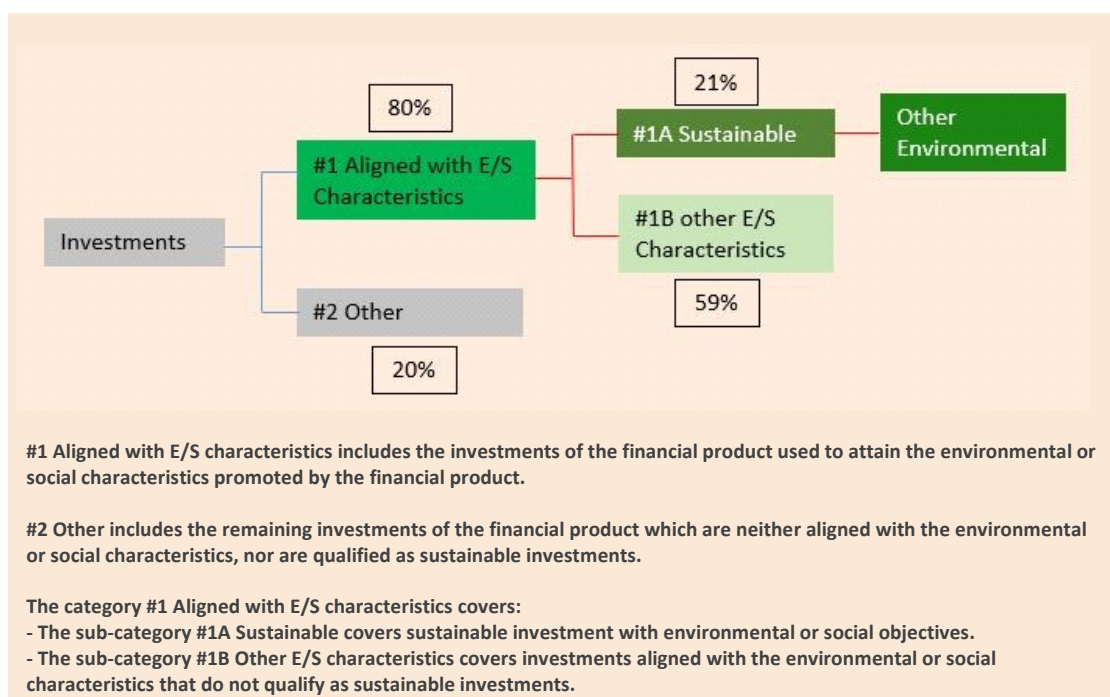 80%
21%
#1 Aligned with E/S
Characteristics
#1A Sustainable
Other
Environmental
Investments
#1B other E/S
Characteristics
59%
#2 Other
20%
#1 Aligned with E/S characteristics includes the investments of the financial product used to attain the environmental or
social characteristics promoted by the financial product.
#2 Other includes the remaining investments of the financial product which are neither aligned with the environmental
or social characteristics, nor are qualified as sustainable investments.
The category #1 Aligned with E/S characteristics covers:
- The sub-category #1A Sustainable covers sustainable investment with environmental or social objectives.
- The sub-category #1B Other E/S characteristics covers investments aligned with the environmental or social
characteristics that do not qualify as sustainable investments.